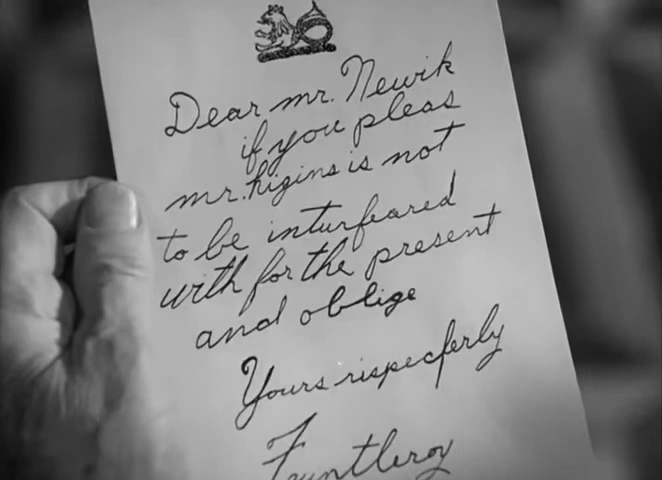 Dear mr. Newik
if you pleas
mr. higins is not
to be inturfeared
with for the present
and oblige
Yours rispecferly
Fauntleroy